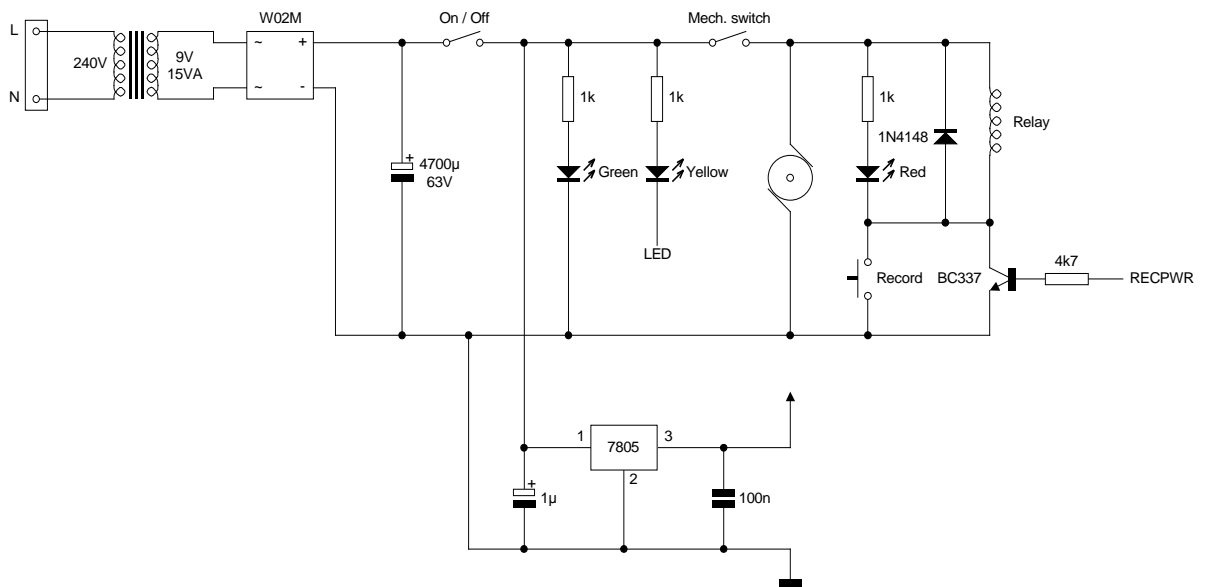 W02M
On / Off
Mech. switch
L
N
240V
9V
15VA
~
+
~
-
1k
1k
1k
1N4148
Relay
+
4700µ
63V
Green
Yellow
Red
LED
Record
BC337
4k7
RECPWR
1
7805
3
2
+
1µ
100n